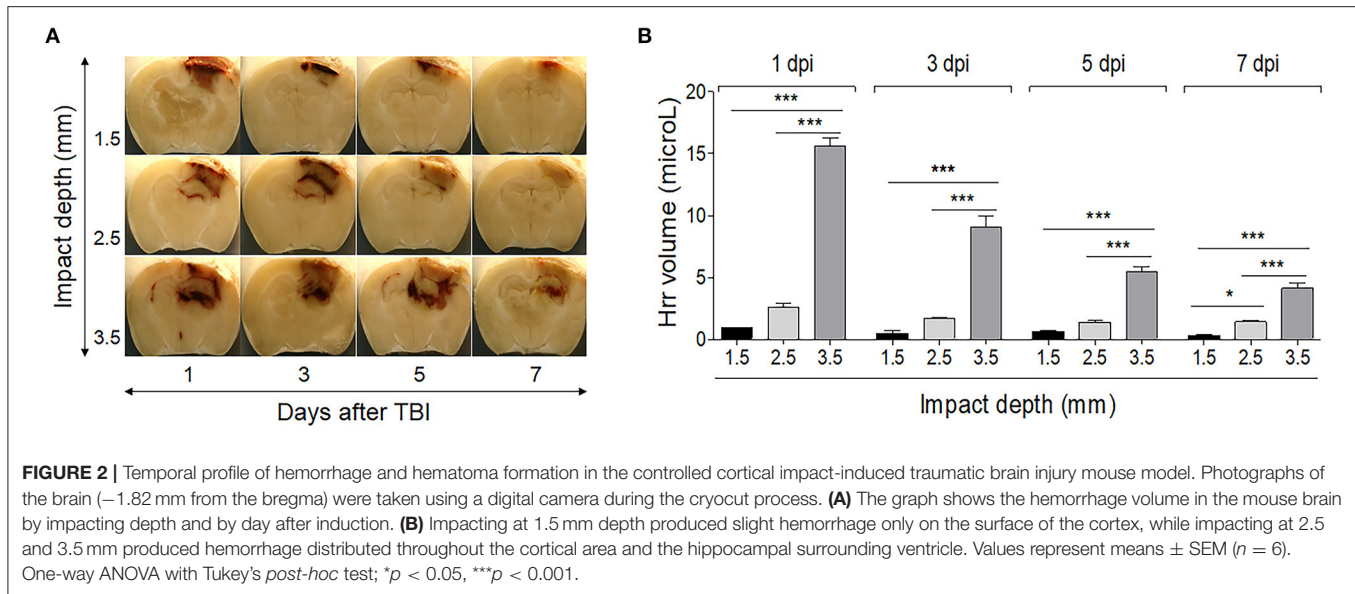 A
Impact depth (mm)
1.5
2.5
3.5
1 3 5 7
Days after TBI
B
1 dpi 3 dpi 5 dpi 7 dpi
Hrr volume (microL)
20
15
10
5
0
***
***
***
***
***
***
***
***
*
1.5 2.5 3.5 1.5 2.5 3.5 1.5 2.5 3.5 1.5 2.5 3.5
Impact depth (mm)
FIGURE 2 | Temporal profile of hemorrhage and hematoma formation in the controlled cortical impact-induced traumatic brain injury mouse model. Photographs of
the brain (−1.82 mm from the bregma) were taken using a digital camera during the cryocut process. (A) The graph shows the hemorrhage volume in the mouse brain
by impacting depth and by day after induction. (B) Impacting at 1.5 mm depth produced slight hemorrhage only on the surface of the cortex, while impacting at 2.5
and 3.5 mm produced hemorrhage distributed throughout the cortical area and the hippocampal surrounding ventricle. Values represent means ± SEM (n = 6).
One-way ANOVA with Tukey's post-hoc test; *p < 0.05, ***p < 0.001.